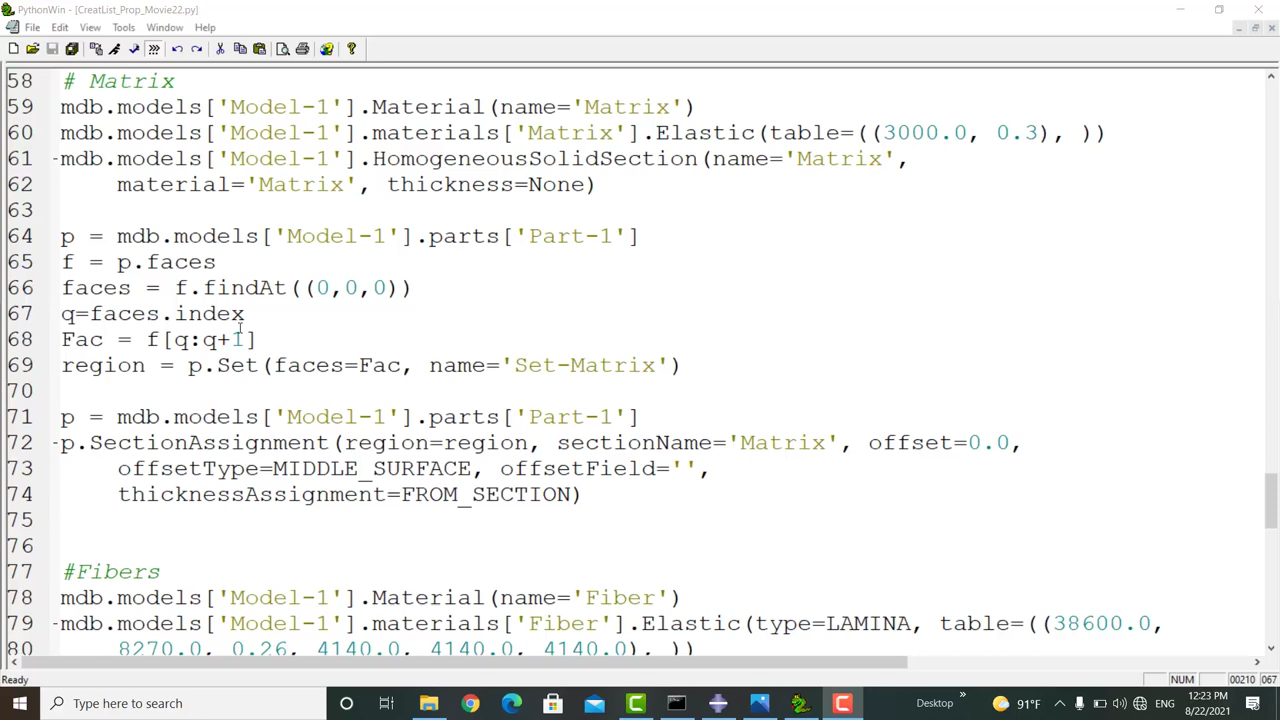 PythonWin - [CreatList_Prop_Movie22.py]
File Edit View Tools Window Help
58 # Matrix
59 mdb.models['Model-1'].Material(name='Matrix')
60 mdb.models['Model-1'].materials['Matrix'].Elastic(table=((3000.0, 0.3), ))
61 -mdb.models['Model-1'].HomogeneousSolidSection(name='Matrix',
62 material='Matrix', thickness=None)
63
64 p = mdb.models['Model-1'].parts['Part-1']
65 f = p.faces
66 faces = f.findAt((0,0,0))
67 q=faces.index
68 Fac = f[q:q+1]
69 region = p.Set(faces=Fac, name='Set-Matrix')
70
71 p = mdb.models['Model-1'].parts['Part-1']
72 -p.SectionAssignment(region=region, sectionName='Matrix', offset=0.0,
73 offsetType=MIDDLE_SURFACE, offsetField='',
74 thicknessAssignment=FROM_SECTION)
75
76
77 #Fibers
78 mdb.models['Model-1'].Material(name='Fiber')
79 -mdb.models['Model-1'].materials['Fiber'].Elastic(type=LAMINA, table=((38600.0,
80 8270.0, 0.26, 4140.0, 4140.0, 4140.0), ))
Ready NUM 00210 067
Type here to search Desktop » 91°F ENG 12:23 PM
8/22/2021